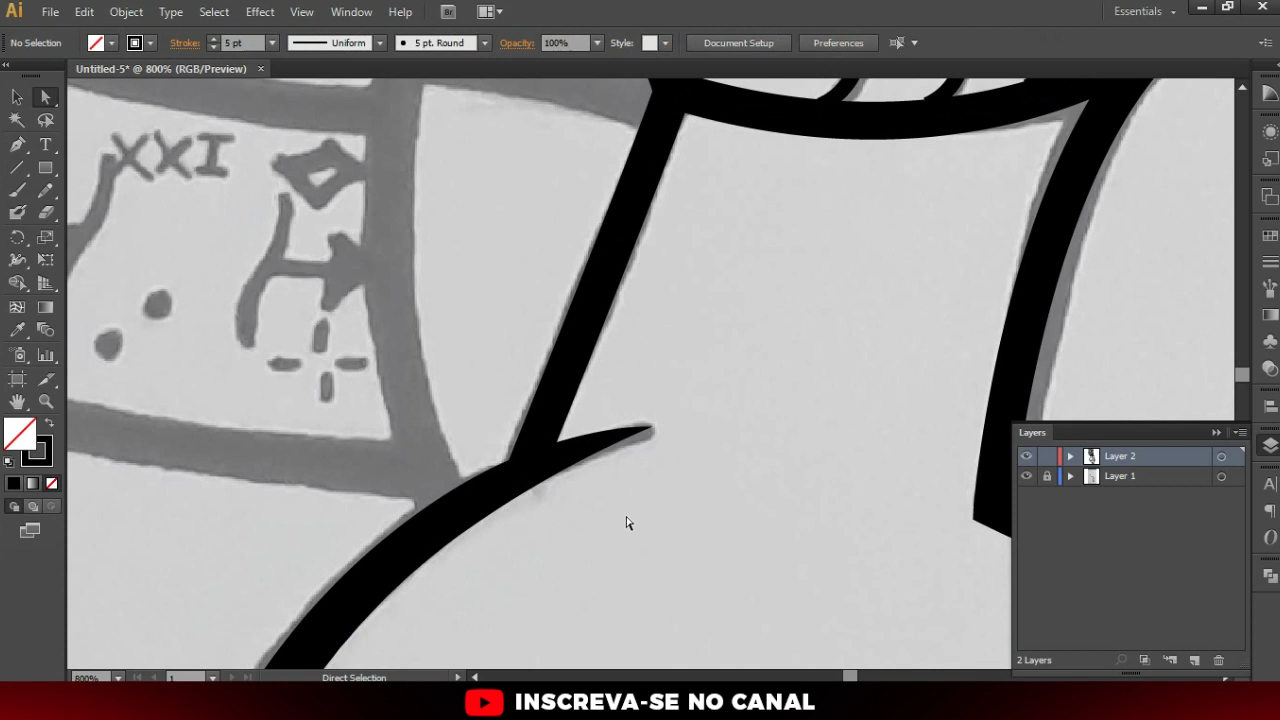 Ai File Edit Object Type Select Effect View Window Help Br Essentials
No Selection Stroke: 5 pt Uniform 5 pt. Round Opacity: 100% Style: Document Setup Preferences
Untitled-5* @ 800% (RGB/Preview)
XXI
Layers
Layer 2
Layer 1
2 Layers
800% 1 Direct Selection
INSCREVA-SE NO CANAL